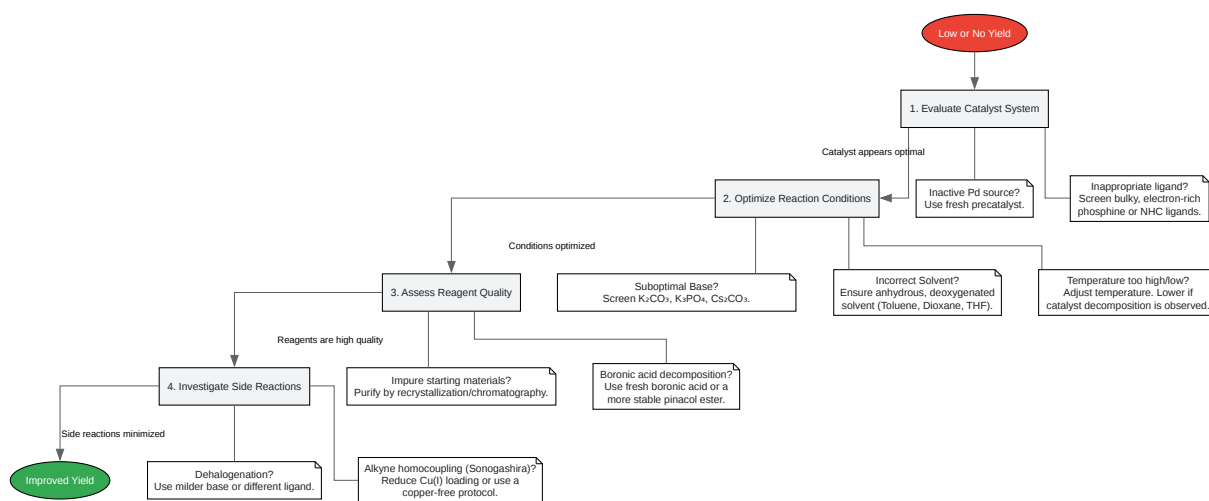 Low or No Yield
1. Evaluate Catalyst System
Catalyst appears optimal
Inactive Pd source?
Use fresh precatalyst.
Inappropriate ligand?
Screen bulky, electron-rich
phosphine or NHC ligands.
2. Optimize Reaction Conditions
Conditions optimized
Suboptimal Base?
Screen K₂CO₃, K₃PO₄, Cs₂CO₃.
Incorrect Solvent?
Ensure anhydrous, deoxygenated
solvent (Toluene, Dioxane, THF).
Temperature too high/low?
Adjust temperature. Lower if
catalyst decomposition is observed.
3. Assess Reagent Quality
Reagents are high quality
Impure starting materials?
Purify by recrystallization/chromatography.
Boronic acid decomposition?
Use fresh boronic acid or a
more stable pinacol ester.
4. Investigate Side Reactions
Side reactions minimized
Dehalogenation?
Use milder base or different ligand.
Alkyne homocoupling (Sonogashira)?
Reduce Cu(I) loading or use a
copper-free protocol.
Improved Yield